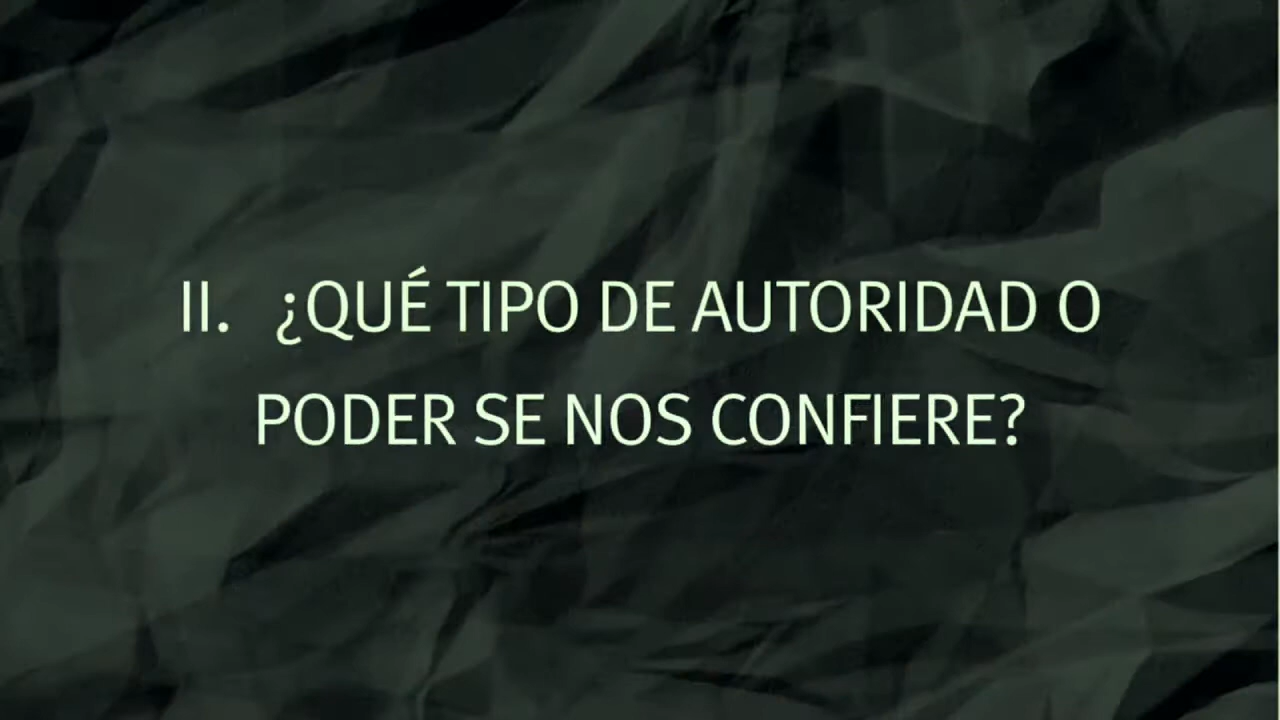 II. ¿QUÉ TIPO DE AUTORIDAD O
PODER SE NOS CONFIERE?